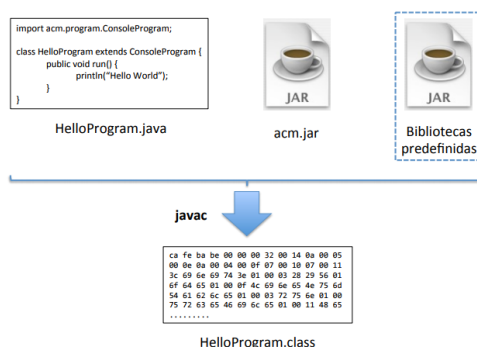 import acm.program.ConsoleProgram;
class HelloProgram extends ConsoleProgram {
public void run() {
println("Hello World");
}
}
HelloProgram.java
JAR
acm.jar
JAR
Bibliotecas
predefinidas
javac
ca fe ba be 00 00 00 32 00 14 0a 00 05
00 0e 0a 00 04 00 0f 07 00 10 07 00 11
3c 69 6e 69 74 3e 01 00 03 28 29 56 01
6f 64 65 01 00 0f 4c 69 6e 65 4e 75 6d
54 61 62 6c 65 01 00 03 72 75 6e 01 00
75 72 63 65 46 69 6c 65 01 00 11 48 65
.........
HelloProgram.class